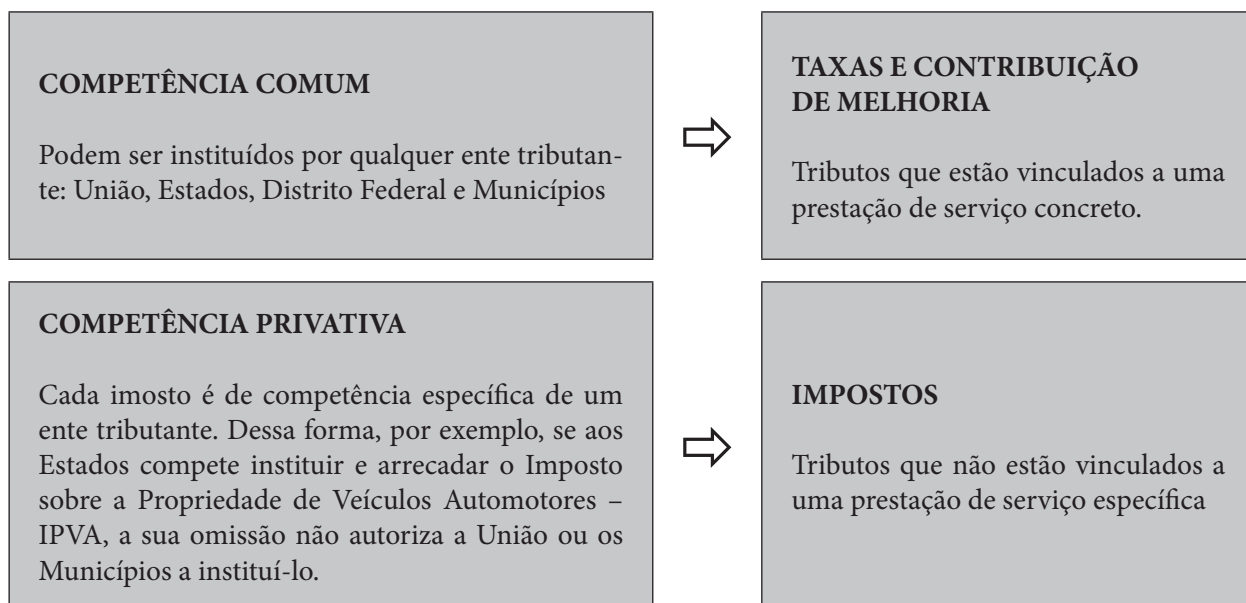 COMPETÊNCIA COMUM
Podem ser instituídos por qualquer ente tributan-
te: União, Estados, Distrito Federal e Municípios
TAXAS E CONTRIBUIÇÃO
DE MELHORIA
Tributos que estão vinculados a uma
prestação de serviço concreto.
COMPETÊNCIA PRIVATIVA
Cada imosto é de competência específica de um
ente tributante. Dessa forma, por exemplo, se aos
Estados compete instituir e arrecadar o Imposto
sobre a Propriedade de Veículos Automotores –
IPVA, a sua omissão não autoriza a União ou os
Municípios a instituí-lo.
IMPOSTOS
Tributos que não estão vinculados a
uma prestação de serviço específica